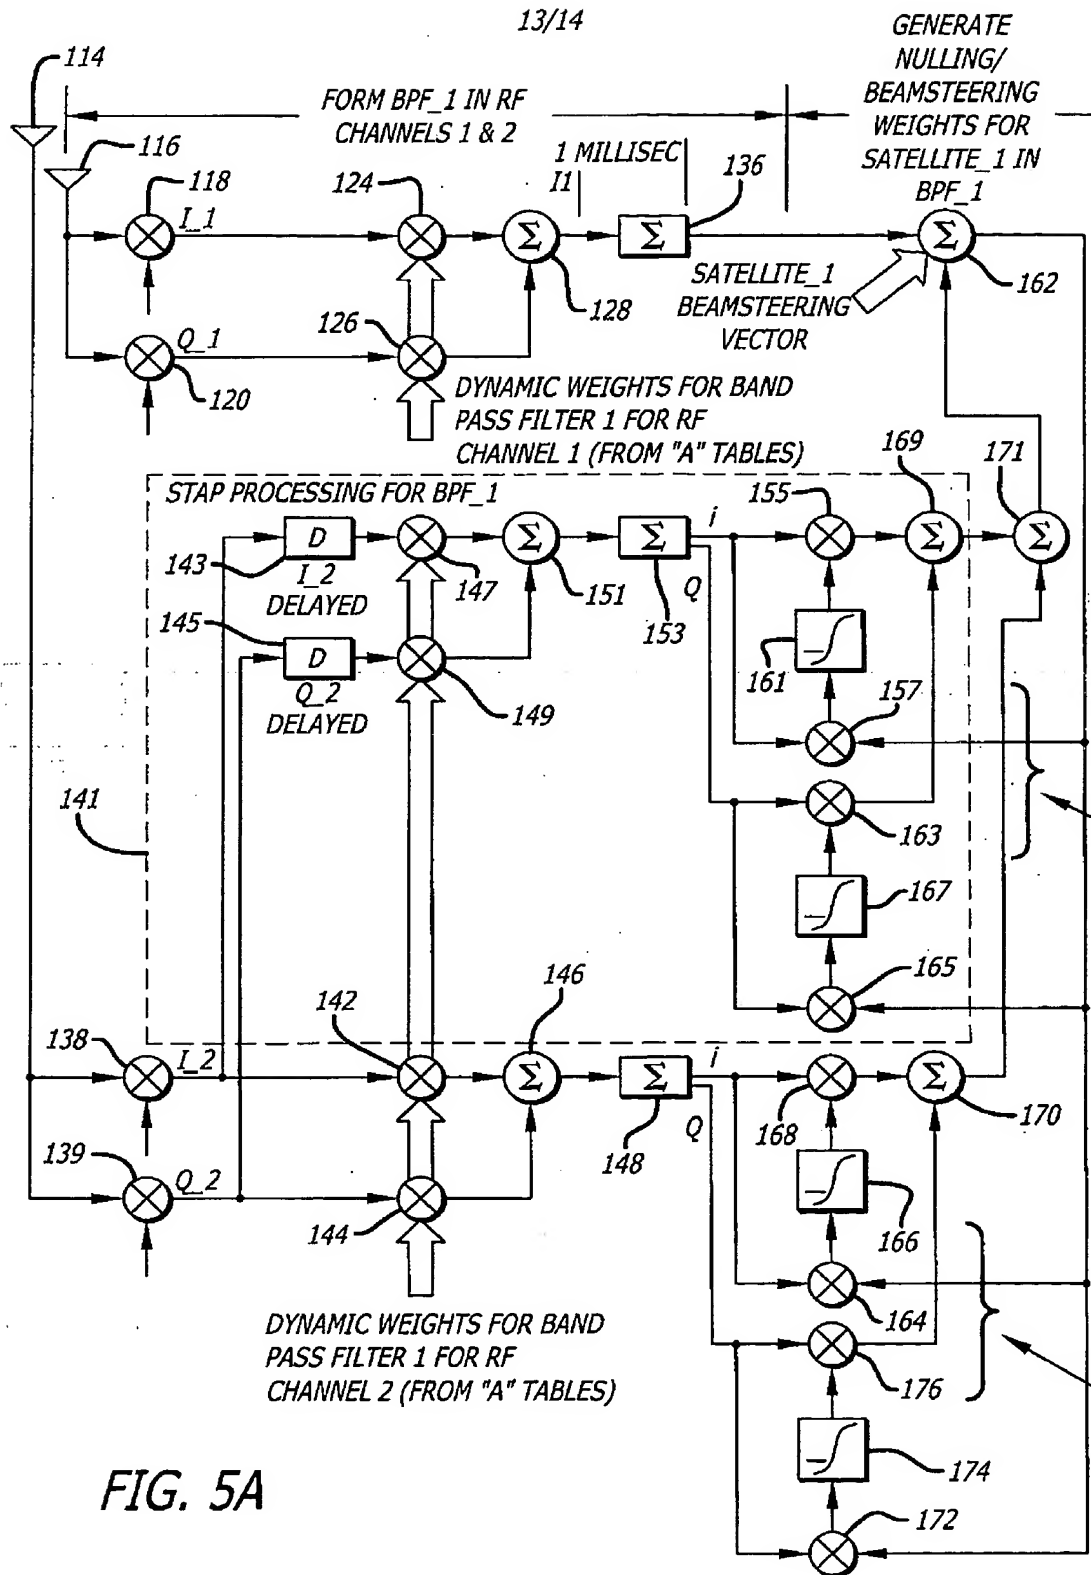 13/14
GENERATE
NULLING/
BEAMSTEERING
WEIGHTS FOR
SATELLITE_1 IN
BPF_1
114
FORM BPF_1 IN RF
CHANNELS 1 & 2
116
118
124
1 MILLISEC
I1
136
I_1
Σ
Σ
Σ
162
128
SATELLITE_1
BEAMSTEERING
VECTOR
126
Q_1
120
DYNAMIC WEIGHTS FOR BAND
PASS FILTER 1 FOR RF
CHANNEL 1 (FROM "A" TABLES)
169
171
STAP PROCESSING FOR BPF_1
155
i
D
Σ
Σ
Σ
Σ
143
I_2
DELAYED
147
151
Q
153
145
D
161
Q_2
DELAYED
149
157
141
163
167
146
165
142
138
I_2
i
Σ
Σ
Σ
168
170
139
Q
148
Q_2
144
166
164
DYNAMIC WEIGHTS FOR BAND
PASS FILTER 1 FOR RF
CHANNEL 2 (FROM "A" TABLES)
176
174
FIG. 5A
172